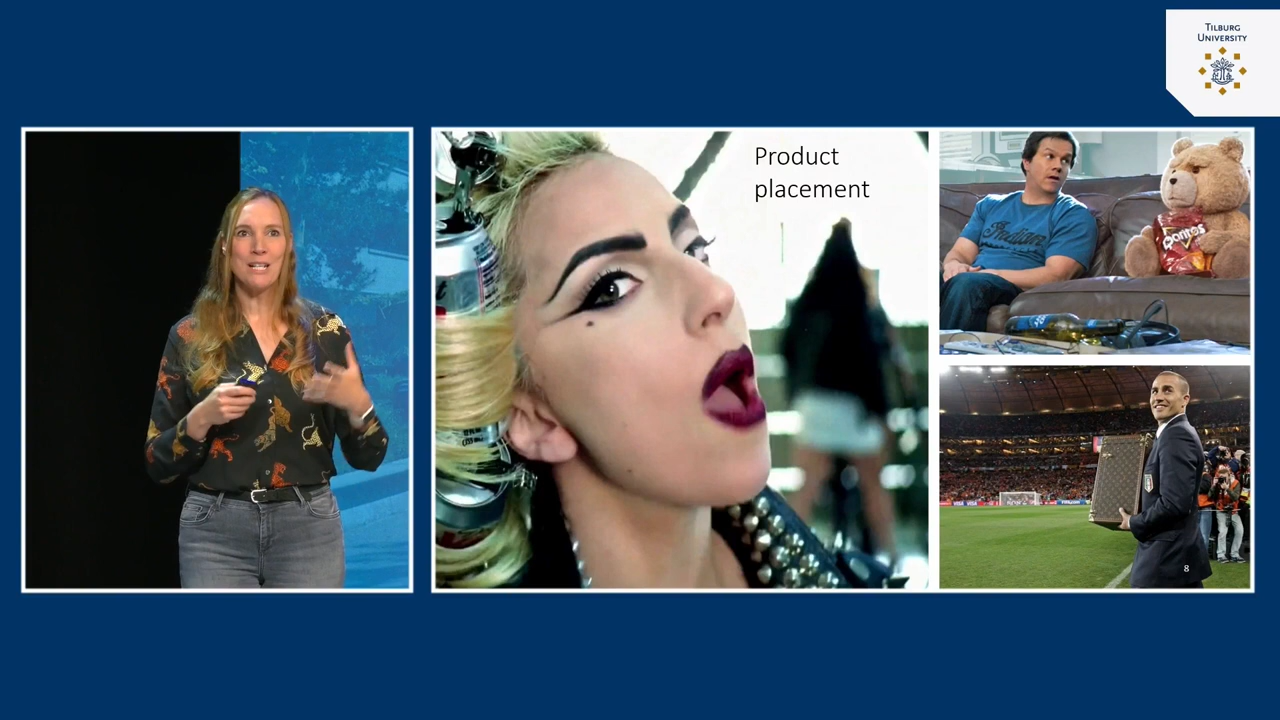 TILBURG
UNIVERSITY
Product
placement
Doritos
8